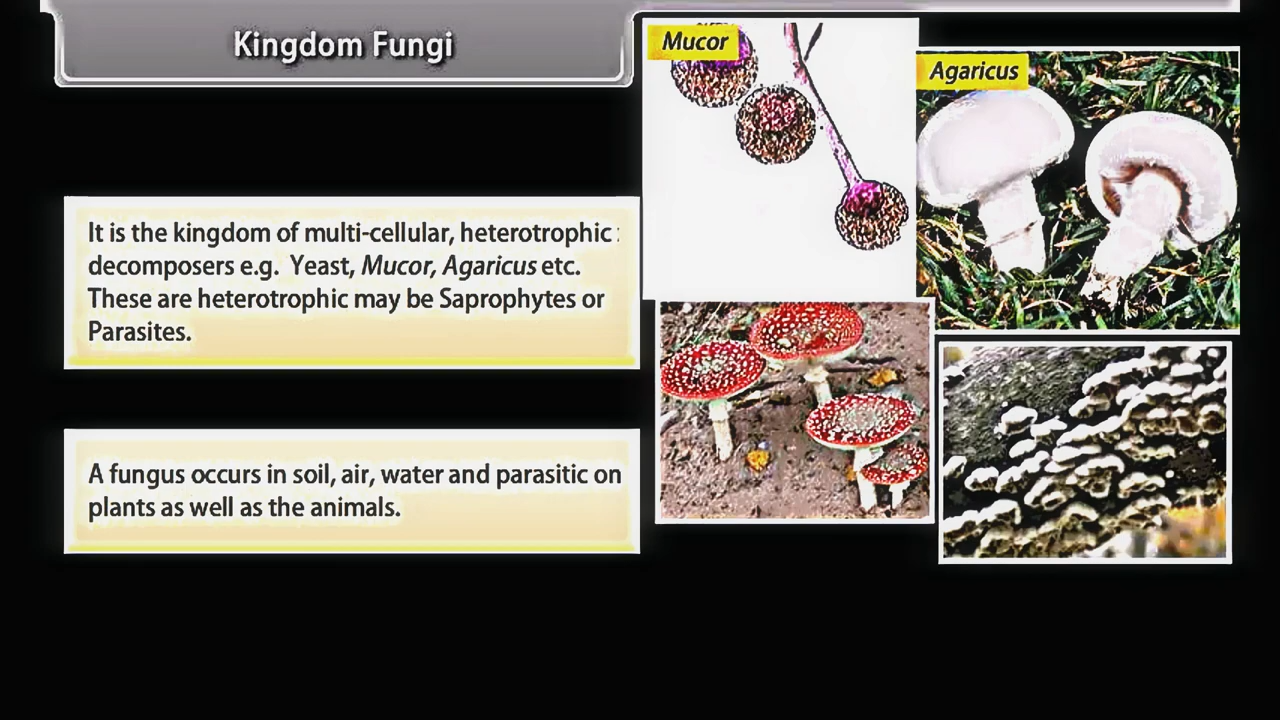 Kingdom Fungi
Mucor
Agaricus
It is the kingdom of multi-cellular, heterotrophic
decomposers e.g. Yeast, Mucor, Agaricus etc.
These are heterotrophic may be Saprophytes or
Parasites.
A fungus occurs in soil, air, water and parasitic on
plants as well as the animals.